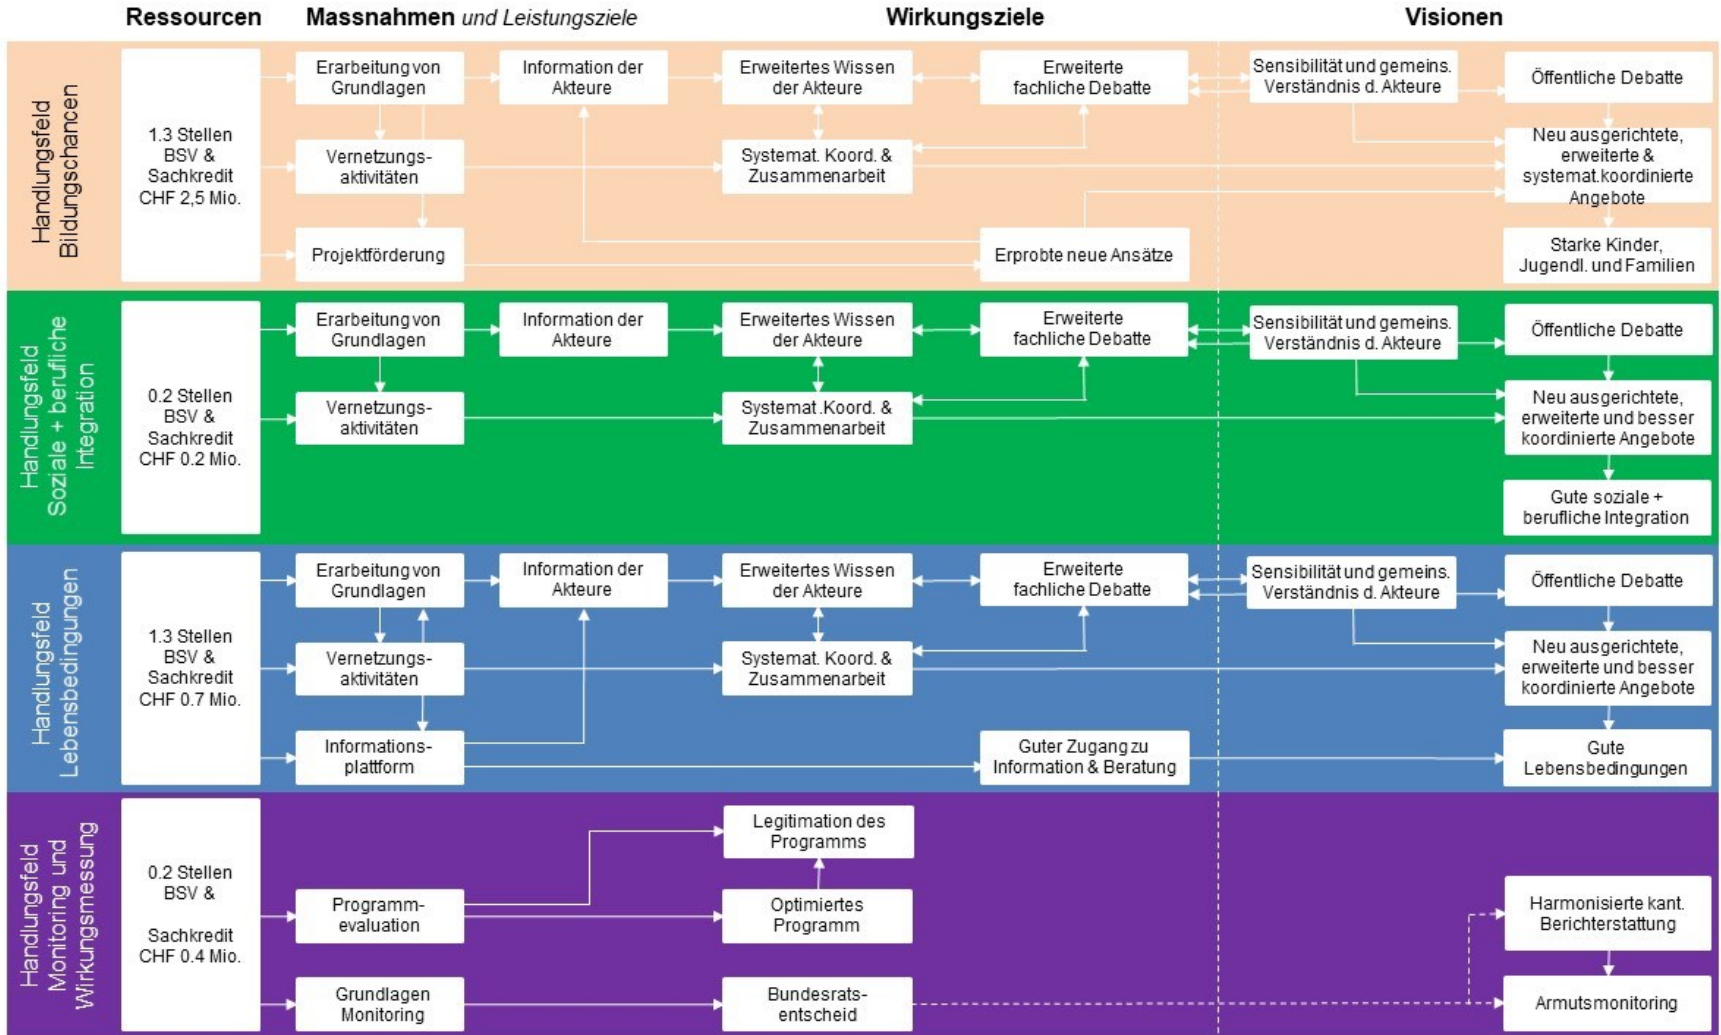 Ressourcen
Massnahmen und Leistungsziele
Wirkungsziele
Visionen
Handlungsfeld
Bildungschancen
1.3 Stellen
BSV &
Sachkredit
CHF 2,5 Mio.
Erarbeitung von
Grundlagen
Information der
Akteure
Erweitertes Wissen
der Akteure
Erweiterte
fachliche Debatte
Sensibilität und gemeins.
Verständnis d. Akteure
Öffentliche Debatte
Vernetzungs-
aktivitäten
Systemat. Koord. &
Zusammenarbeit
Neu ausgerichtete,
erweiterte &
systemat.koordinierte
Angebote
Projektförderung
Erprobte neue Ansätze
Starke Kinder,
Jugendl. und Familien
Handlungsfeld
Soziale + berufliche
Integration
0.2 Stellen
BSV &
Sachkredit
CHF 0.2 Mio.
Erarbeitung von
Grundlagen
Information der
Akteure
Erweitertes Wissen
der Akteure
Erweiterte
fachliche Debatte
Sensibilität und gemeins.
Verständnis d. Akteure
Öffentliche Debatte
Vernetzungs-
aktivitäten
Systemat.Koord. &
Zusammenarbeit
Neu ausgerichtete,
erweiterte und besser
koordinierte Angebote
Gute soziale +
berufliche Integration
Handlungsfeld
Lebensbedingungen
1.3 Stellen
BSV &
Sachkredit
CHF 0.7 Mio.
Erarbeitung von
Grundlagen
Information der
Akteure
Erweitertes Wissen
der Akteure
Erweiterte
fachliche Debatte
Sensibilität und gemeins.
Verständnis d. Akteure
Öffentliche Debatte
Vernetzungs-
aktivitäten
Systemat. Koord. &
Zusammenarbeit
Neu ausgerichtete,
erweiterte und besser
koordinierte Angebote
Informations-
plattform
Guter Zugang zu
Information & Beratung
Gute
Lebensbedingungen
Handlungsfeld
Monitoring und
Wirkungsmessung
0.2 Stellen
BSV &
Sachkredit
CHF 0.4 Mio.
Legitimation des
Programms
Programm-
evaluation
Optimiertes
Programm
Harmonisierte kant.
Berichterstattung
Grundlagen
Monitoring
Bundesrats-
entscheid
Armutsmonitoring